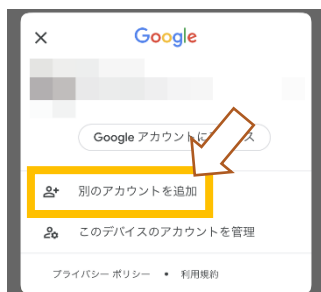 Google
Google アカウントに
別のアカウントを追加
このデバイスのアカウントを管理
プライバシー ポリシー • 利用規約